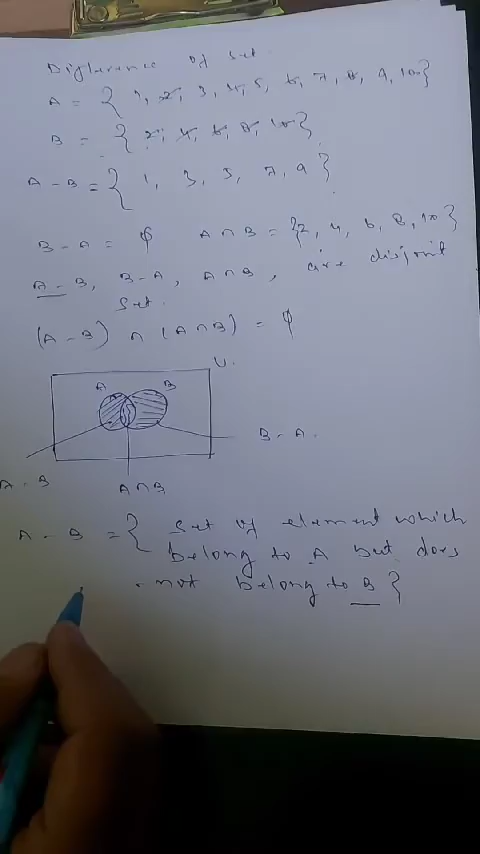 Difference of set
A = { 1, 2, 3, 4, 5, 6, 7, 8, 9, 10 }
B = { 2, 4, 6, 8, 10 }
A - B = { 1, 3, 5, 7, 9 }
B - A = φ A ∩ B = { 2, 4, 6, 8, 10 }
A - B, B - A, A ∩ B, are disjoint
set.
(A - B) ∩ (A ∩ B) = φ
U.
A B
B - A.
A - B
A ∩ B
A - B = { set of element which
belong to A but does
not belong to B }